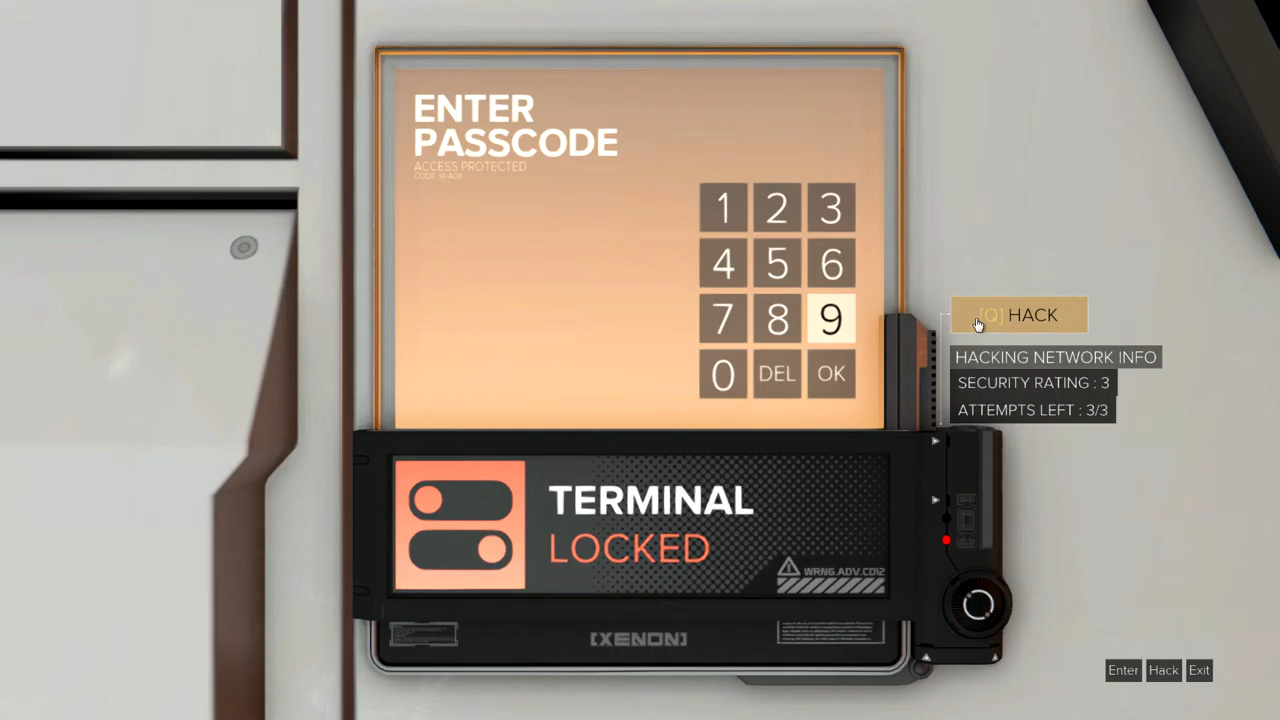 ENTER
PASSCODE
ACCESS PROTECTED
1 2 3
4 5 6
7 8 9
0 DEL OK
[Q] HACK
HACKING NETWORK INFO
SECURITY RATING : 3
ATTEMPTS LEFT : 3/3
TERMINAL
LOCKED
WRNG.ADV.CD12
[XENON]
Enter Hack Exit